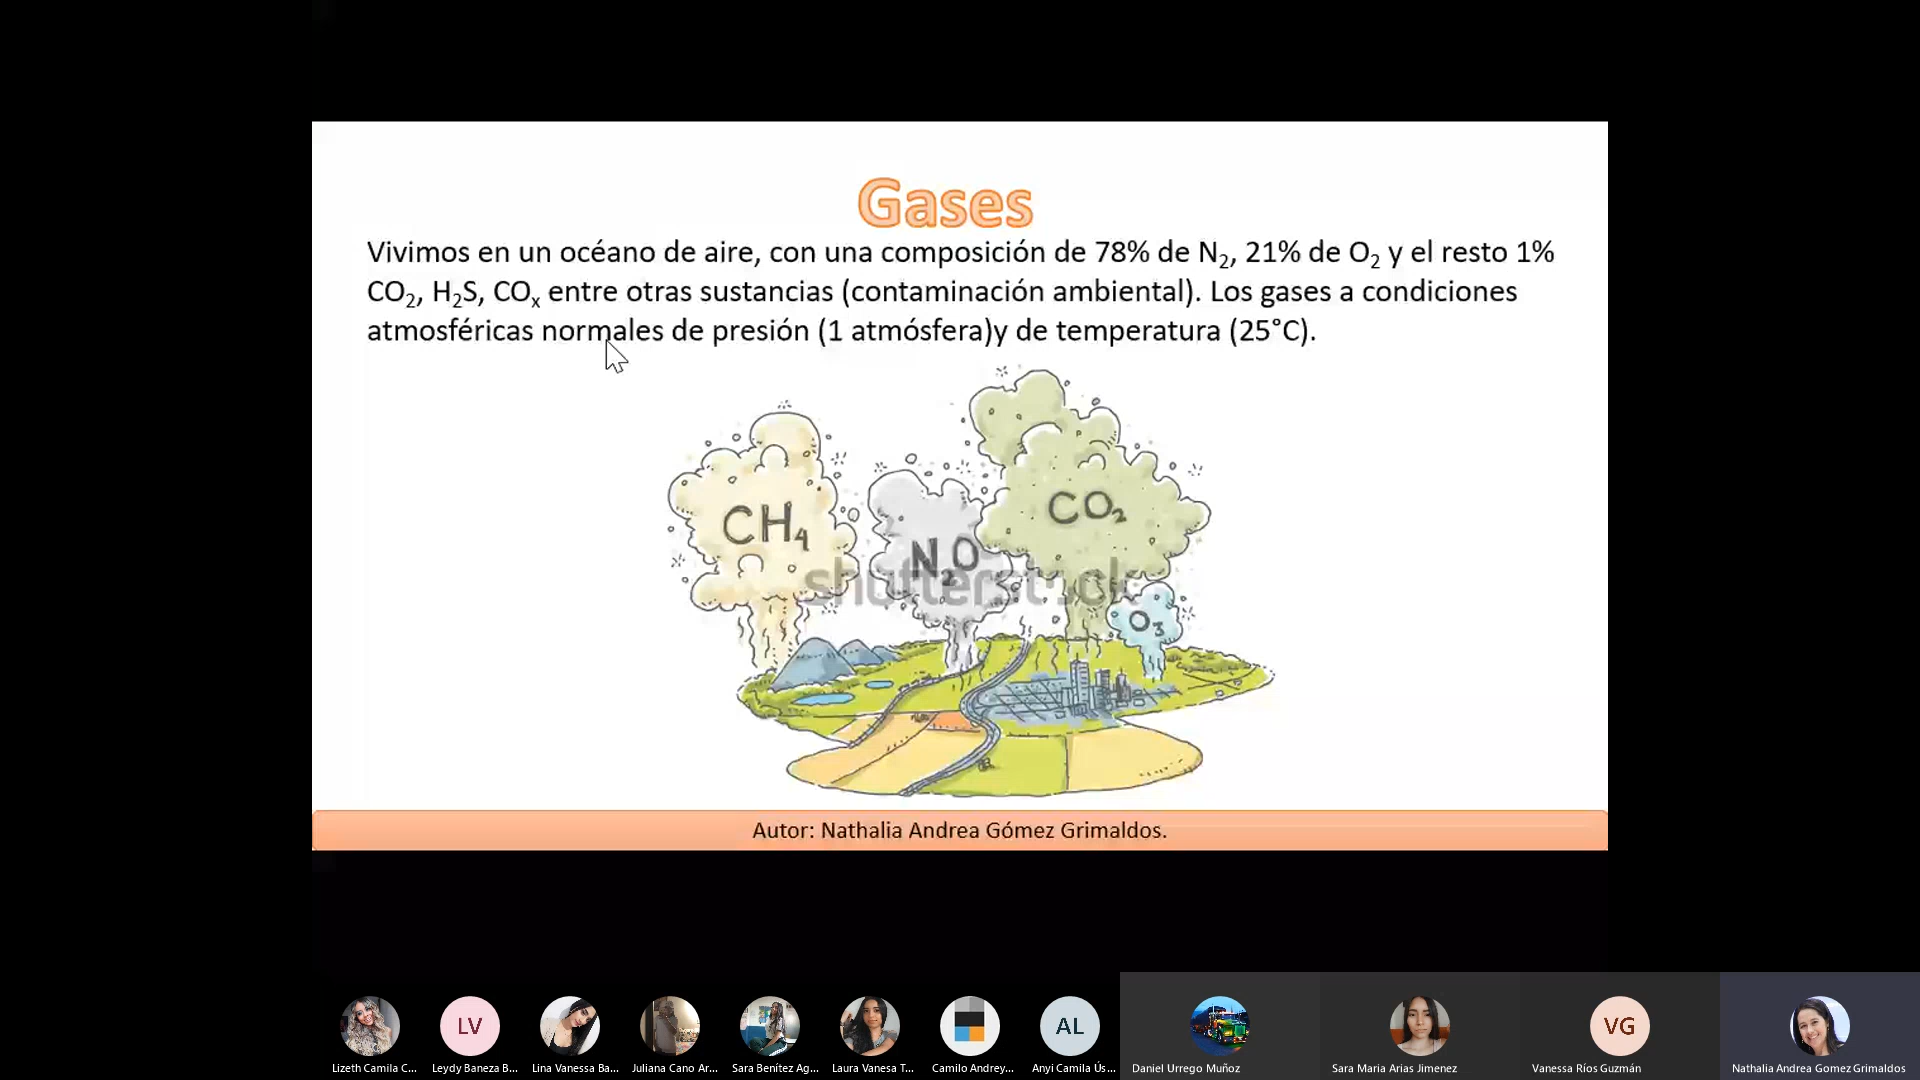 Gases
Vivimos en un océano de aire, con una composición de 78% de N₂, 21% de O₂ y el resto 1%
CO₂, H₂S, COₓ entre otras sustancias (contaminación ambiental). Los gases a condiciones
atmosféricas normales de presión (1 atmósfera)y de temperatura (25°C).
CH₄
N₂O
CO₂
O₃
shutterstock
Autor: Nathalia Andrea Gómez Grimaldos.
LV
AL
VG
Lizeth Camila C...
Leydy Baneza B...
Lina Vanessa Ba...
Juliana Cano Ar...
Sara Benítez Ag...
Laura Vanesa T...
Camilo Andrey...
Anyi Camila Ús...
Daniel Urrego Muñoz
Sara Maria Arias Jimenez
Vanessa Ríos Guzmán
Nathalia Andrea Gomez Grimaldos